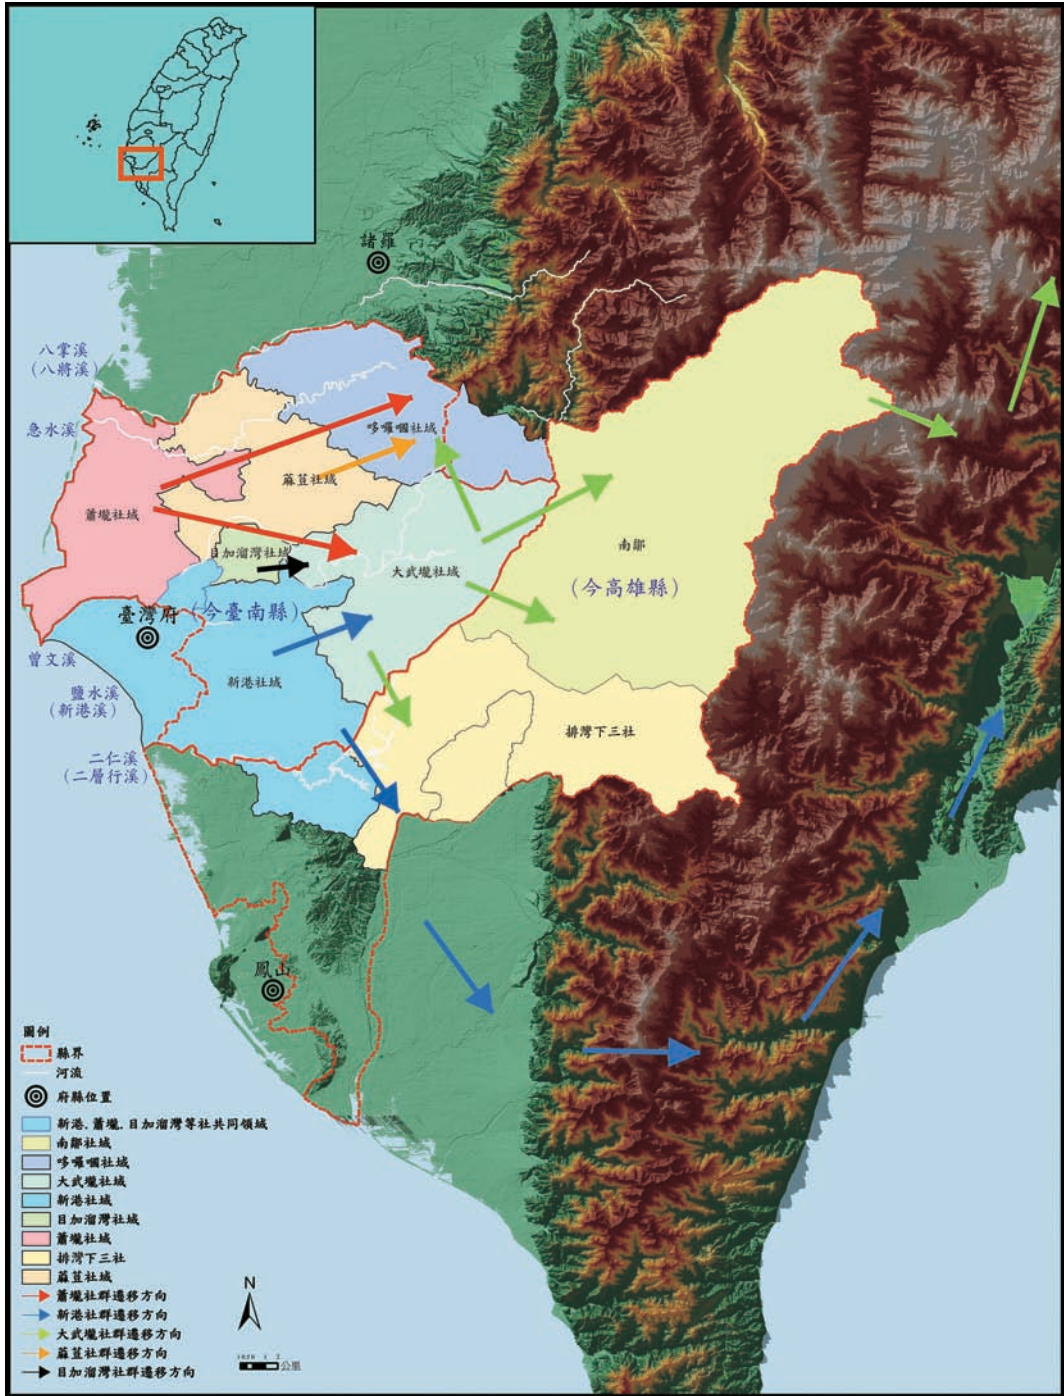 諸羅
八掌溪
(八將溪)
急水溪
哆囉嘓社域
蔴荳社域
蕭壠社域
目加溜灣社域
大武壠社域
南鄒
(今高雄縣)
臺灣府
(今臺南縣)
曾文溪
新港社域
鹽水溪
(新港溪)
排灣下三社
二仁溪
(二層行溪)
鳳山
圖例
縣界
河流
府縣位置
新港.蕭壠.目加溜灣等社共同領域
南鄒社域
哆囉嘓社域
大武壠社域
新港社域
目加溜灣社域
蕭壠社域
排灣下三社
蔴荳社域
蕭壠社群遷移方向
新港社群遷移方向
大武壠社群遷移方向
蔴荳社群遷移方向
目加溜灣社群遷移方向
N
公里